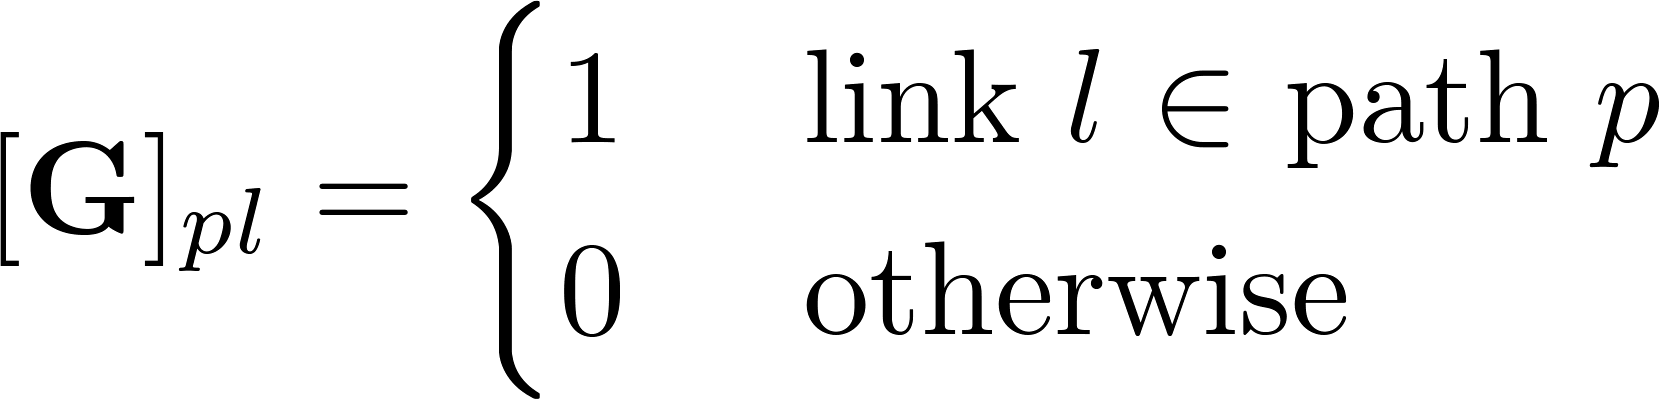 [G]_{pl} = { 1 link l ∈ path p
0 otherwise